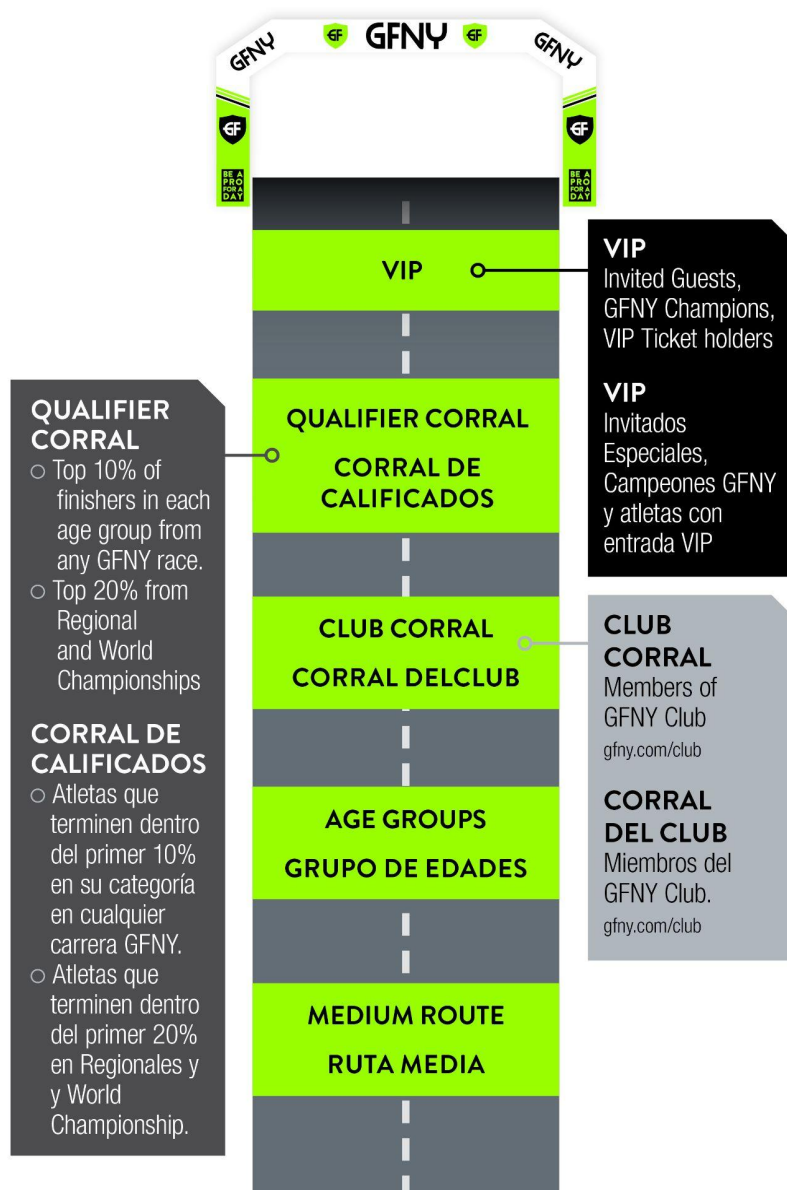 GFNY
GF
GFNY
GF
GFNY
GF
GF
BE A
PRO
FOR A
DAY
BE A
PRO
FOR A
DAY
VIP
VIP
Invited Guests,
GFNY Champions,
VIP Ticket holders
VIP
Invitados
Especiales,
Campeones GFNY
y atletas con
entrada VIP
QUALIFIER CORRAL
CORRAL DE
CALIFICADOS
QUALIFIER
CORRAL
Top 10% of
finishers in each
age group from
any GFNY race.
Top 20% from
Regional
and World
Championships
CORRAL DE
CALIFICADOS
Atletas que
terminen dentro
del primer 10%
en su categoría
en cualquier
carrera GFNY.
Atletas que
terminen dentro
del primer 20%
en Regionales y
y World
Championship.
CLUB CORRAL
CORRAL DELCLUB
CLUB
CORRAL
Members of
GFNY Club
gfny.com/club
CORRAL
DEL CLUB
Miembros del
GFNY Club.
gfny.com/club
AGE GROUPS
GRUPO DE EDADES
MEDIUM ROUTE
RUTA MEDIA